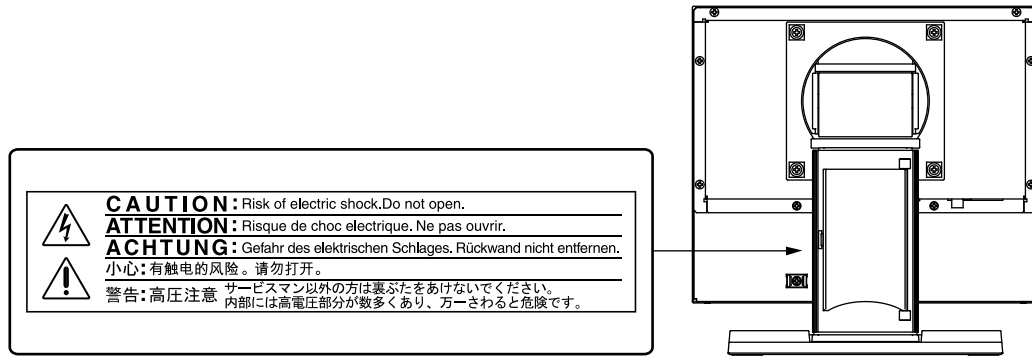 CAUTION: Risk of electric shock.Do not open.
ATTENTION: Risque de choc electrique. Ne pas ouvrir.
ACHTUNG: Gefahr des elektrischen Schlages. Rückwand nicht entfernen.
小心: 有触电的风险。请勿打开。
警告: 高圧注意 サービスマン以外の方は裏ぶたをあけないでください。
内部には高電圧部分が数多くあり、万一さわると危険です。